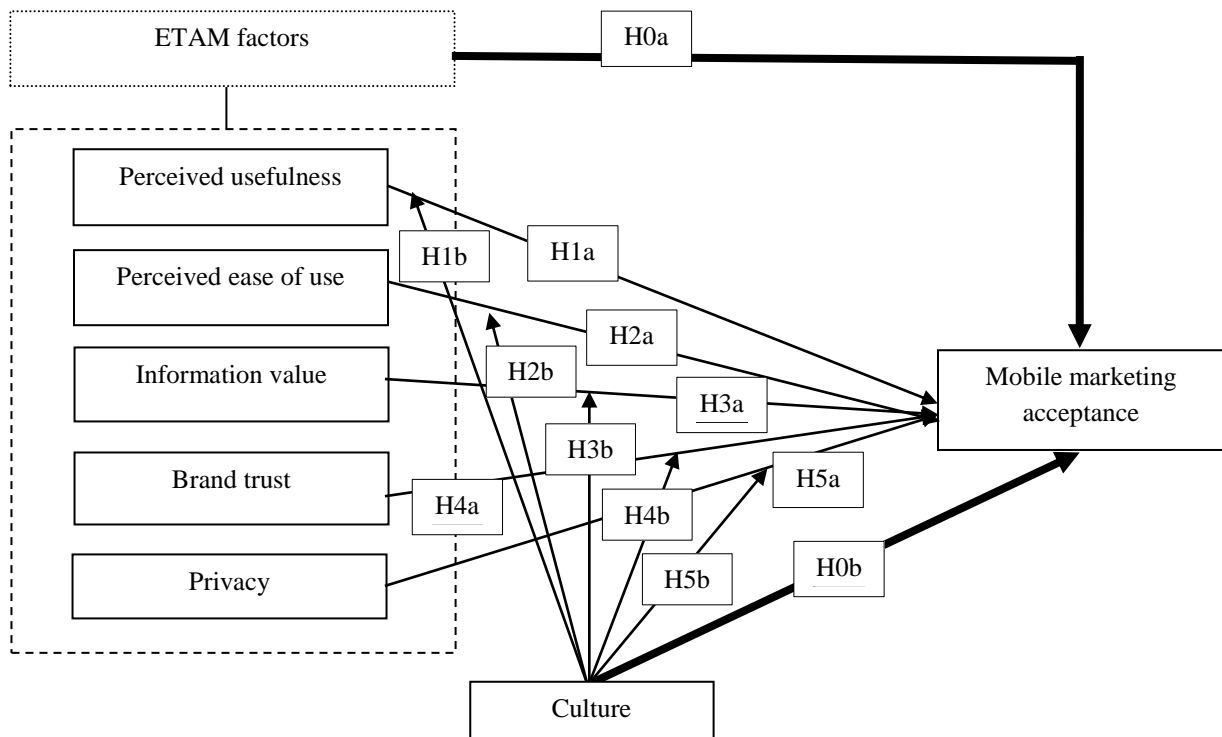 ETAM factors
H0a
Perceived usefulness
H1b
H1a
Perceived ease of use
H2a
H2b
Information value
H3a
Mobile marketing
acceptance
H3b
Brand trust
H4a
H4b
H5a
Privacy
H5b
H0b
Culture